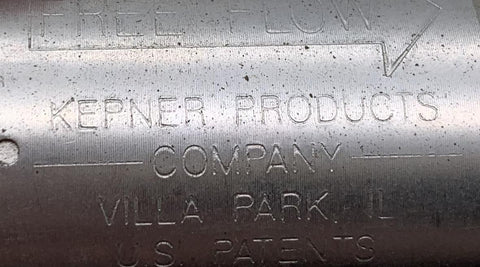 FREE FLOW
KEPNER PRODUCTS
COMPANY
VILLA PARK, IL
U.S. PATENTS